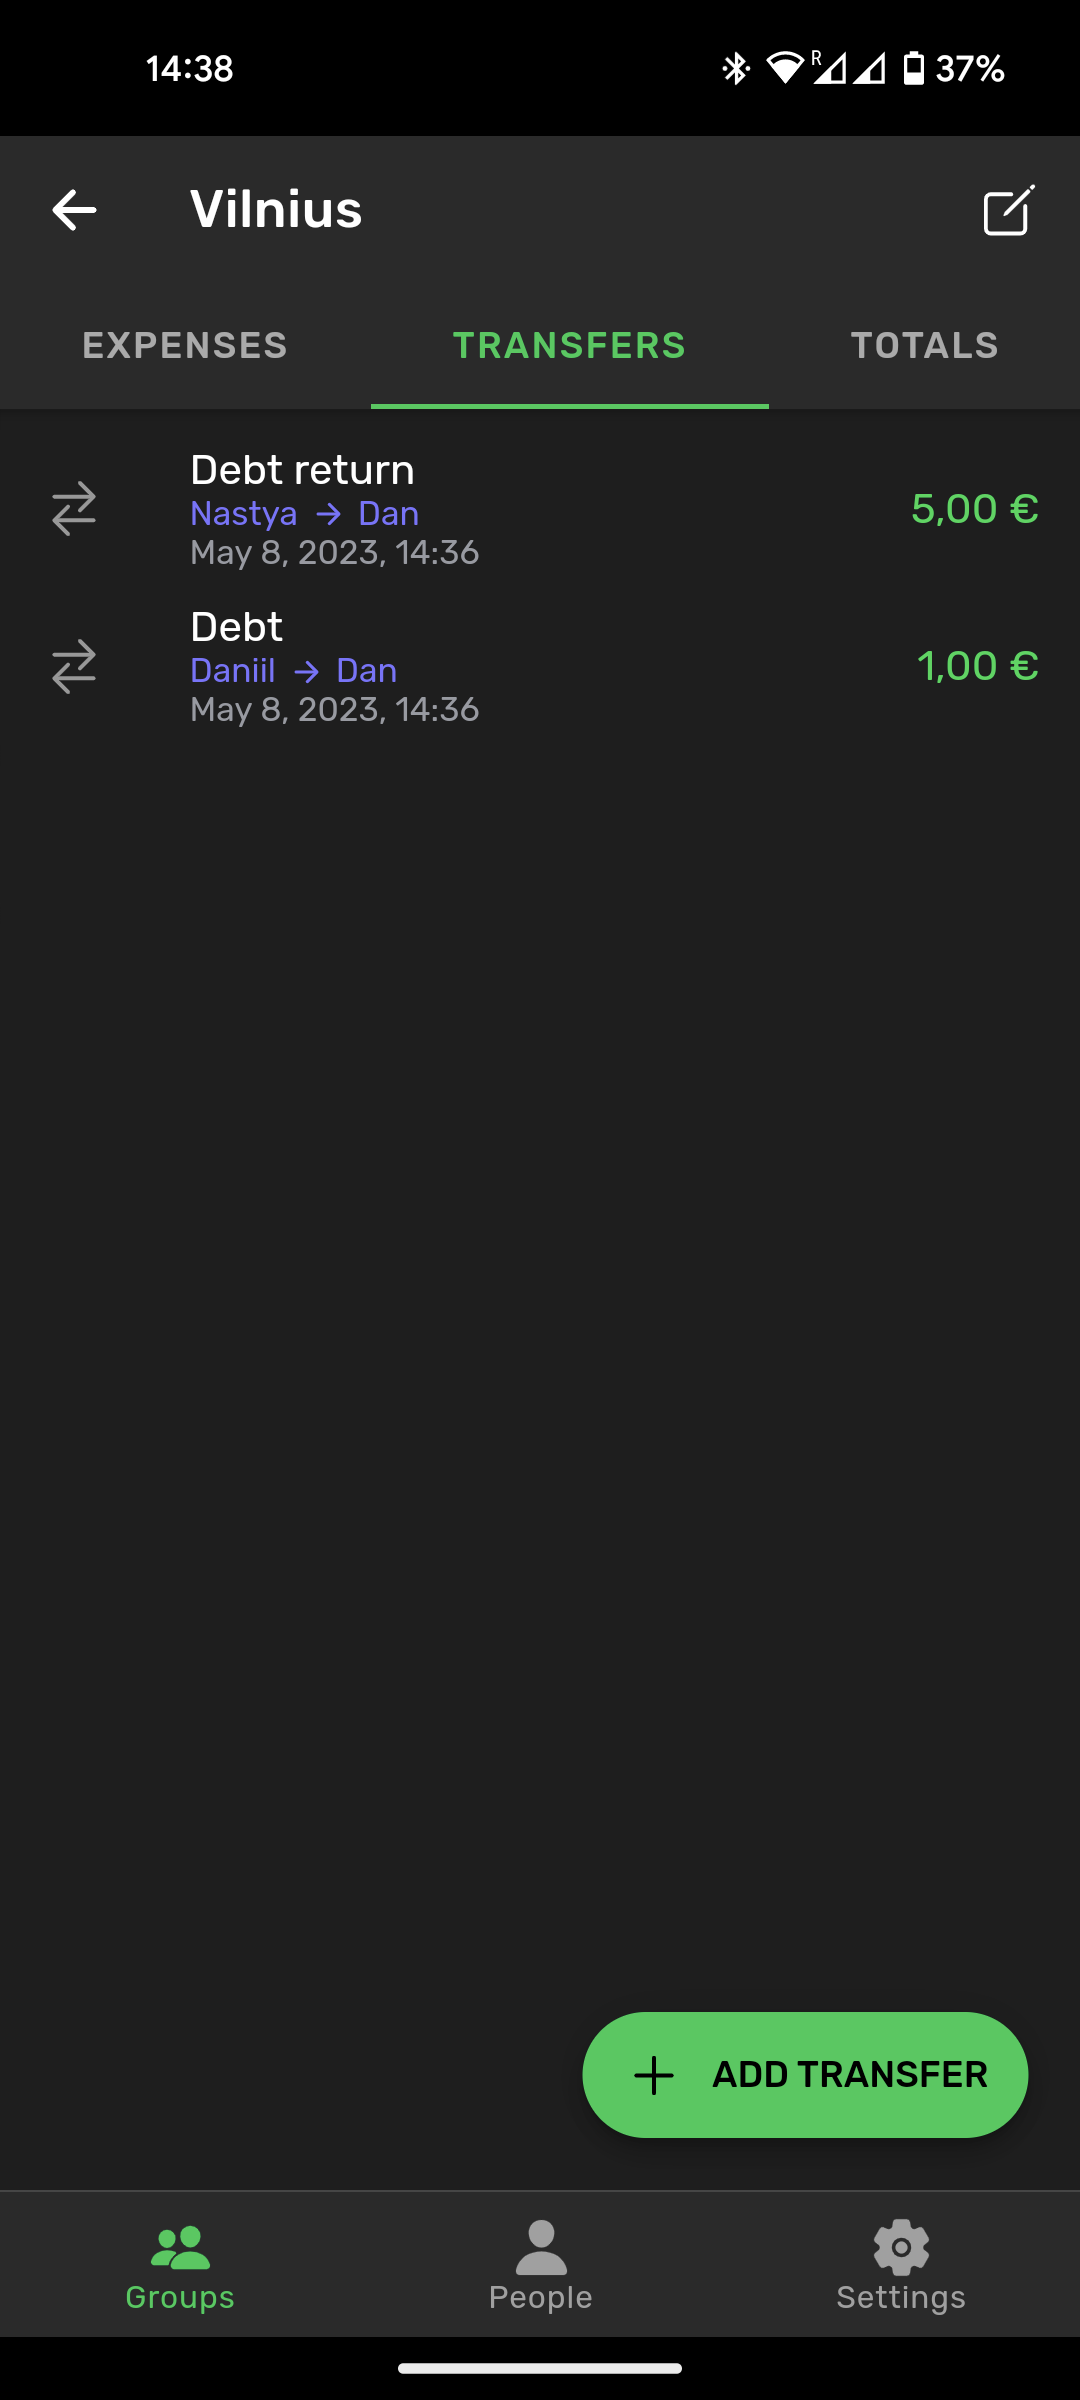 14:38
R
37%
Vilnius
EXPENSES
TRANSFERS
TOTALS
Debt return
Nastya → Dan
May 8, 2023, 14:36
5,00 €
Debt
Daniil → Dan
May 8, 2023, 14:36
1,00 €
ADD TRANSFER
Groups
People
Settings